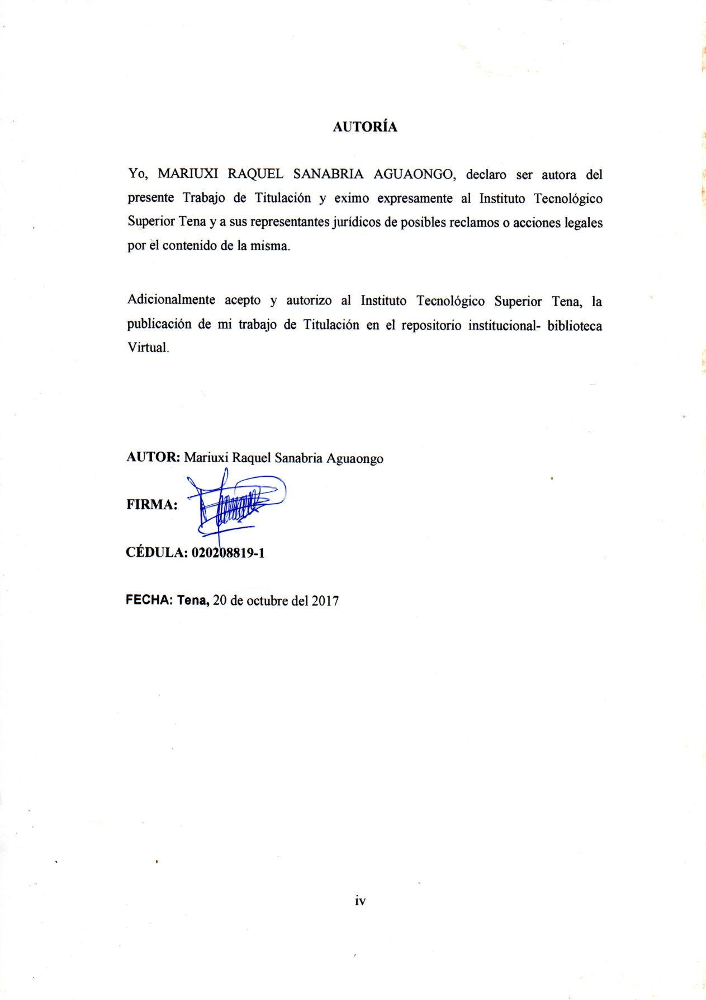 AUTORÍA
Yo, MARIUXI RAQUEL SANABRIA AGUAONGO, declaro ser autora del
presente Trabajo de Titulación y eximo expresamente al Instituto Tecnológico
Superior Tena y a sus representantes jurídicos de posibles reclamos o acciones legales
por el contenido de la misma.
Adicionalmente acepto y autorizo al Instituto Tecnológico Superior Tena, la
publicación de mi trabajo de Titulación en el repositorio institucional- biblioteca
Virtual.
AUTOR: Mariuxi Raquel Sanabria Aguaongo
FIRMA:
CÉDULA: 020208819-1
FECHA: Tena, 20 de octubre del 2017
iv